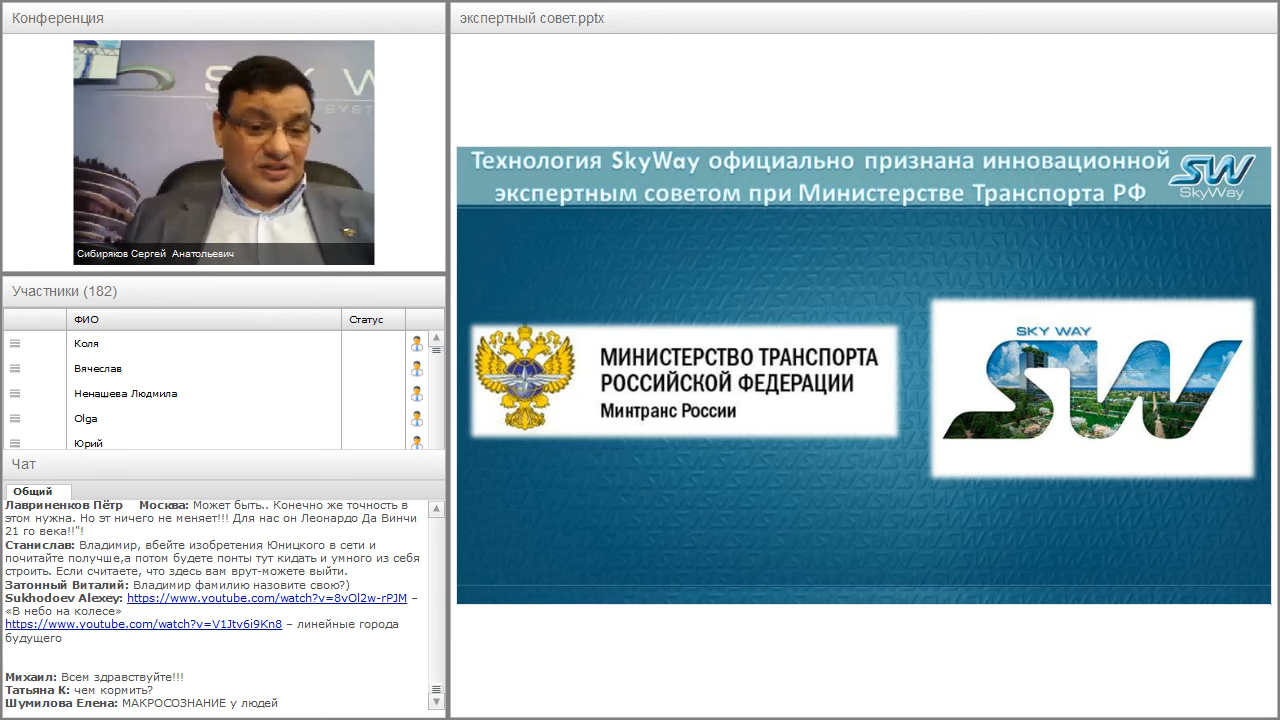 Конференция
SKY W
Сибиряков Сергей Анатольевич
Участники (182)
ФИО Статус
Коля
Вячеслав
Ненашева Людмила
Olga
Юрий
Чат
Общий
Лавриненков Пётр Москва: Может быть.. Конечно же точность в
этом нужна. Но эт ничего не меняет!!! Для нас он Леонардо Да Винчи
21 го века!!"!
Станислав: Владимир, вбейте изобретения Юницкого в сети и
почитайте получше,а потом будете понты тут кидать и умного из себя
строить. Если считаете, что здесь вам врут-можете выйти.
Затонный Виталий: Владимир фамилию назовите свою?)
Sukhodoev Alexey: https://www.youtube.com/watch?v=8vOl2w-rPJM –
«В небо на колесе»
https://www.youtube.com/watch?v=V1Jtv6i9Kn8 – линейные города
будущего
Михаил: Всем здравствуйте!!!
Татьяна К: чем кормить?
Шумилова Елена: МАКРОСОЗНАНИЕ у людей
экспертный совет.pptx
Технология SkyWay официально признана инновационной
экспертным советом при Министерстве Транспорта РФ
SW
SkyWay
МИНИСТЕРСТВО ТРАНСПОРТА
РОССИЙСКОЙ ФЕДЕРАЦИИ
Минтранс России
SKY WAY
SW